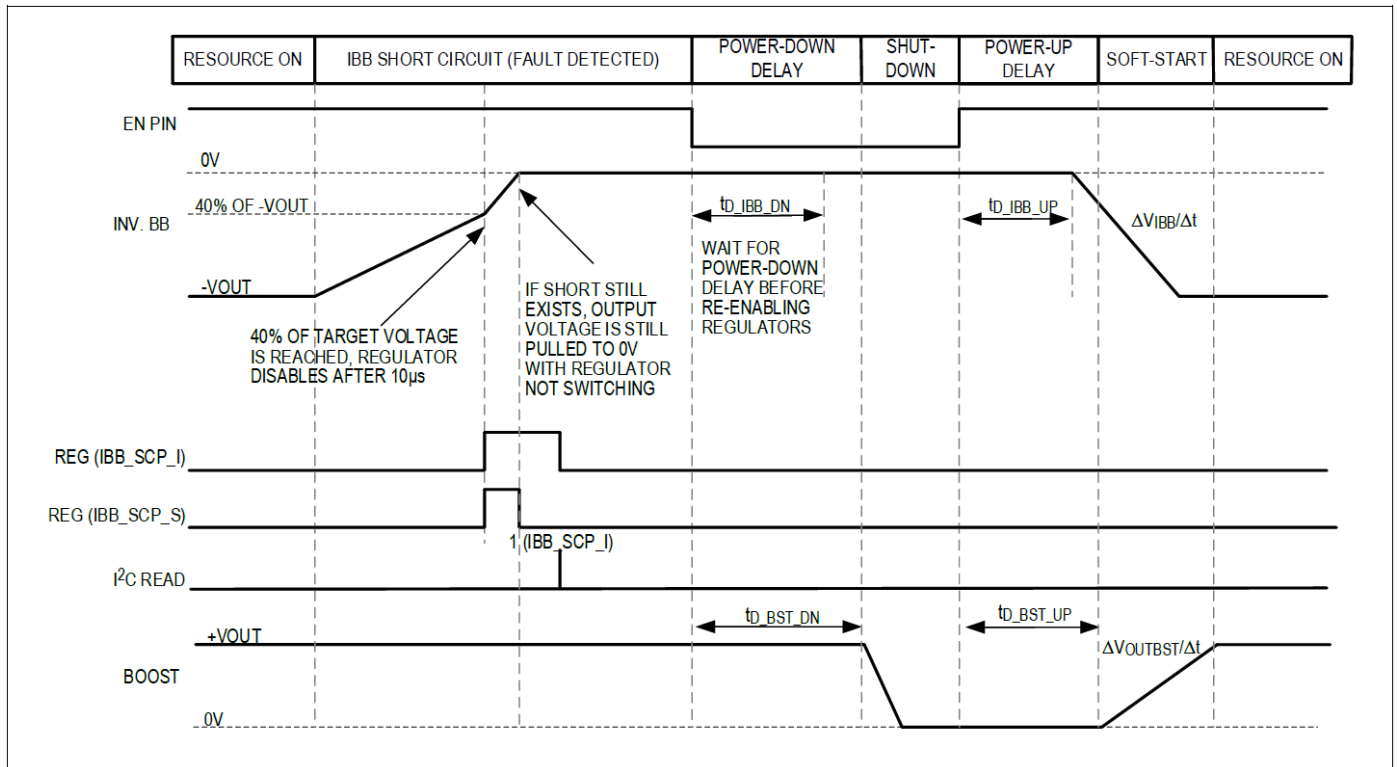 RESOURCE ON
IBB SHORT CIRCUIT (FAULT DETECTED)
POWER-DOWN
DELAY
SHUT-
DOWN
POWER-UP
DELAY
SOFT-START
RESOURCE ON
EN PIN
0V
40% OF -VOUT
INV. BB
-VOUT
tD_IBB_DN
tD_IBB_UP
ΔVIBB/Δt
WAIT FOR
POWER-DOWN
DELAY BEFORE
RE-ENABLING
REGULATORS
IF SHORT STILL
EXISTS, OUTPUT
VOLTAGE IS STILL
PULLED TO 0V
WITH REGULATOR
NOT SWITCHING
40% OF TARGET VOLTAGE
IS REACHED, REGULATOR
DISABLES AFTER 10µs
REG (IBB_SCP_I)
REG (IBB_SCP_S)
1 (IBB_SCP_I)
I2C READ
tD_BST_DN
tD_BST_UP
+VOUT
ΔVOUTBST/Δt
BOOST
0V